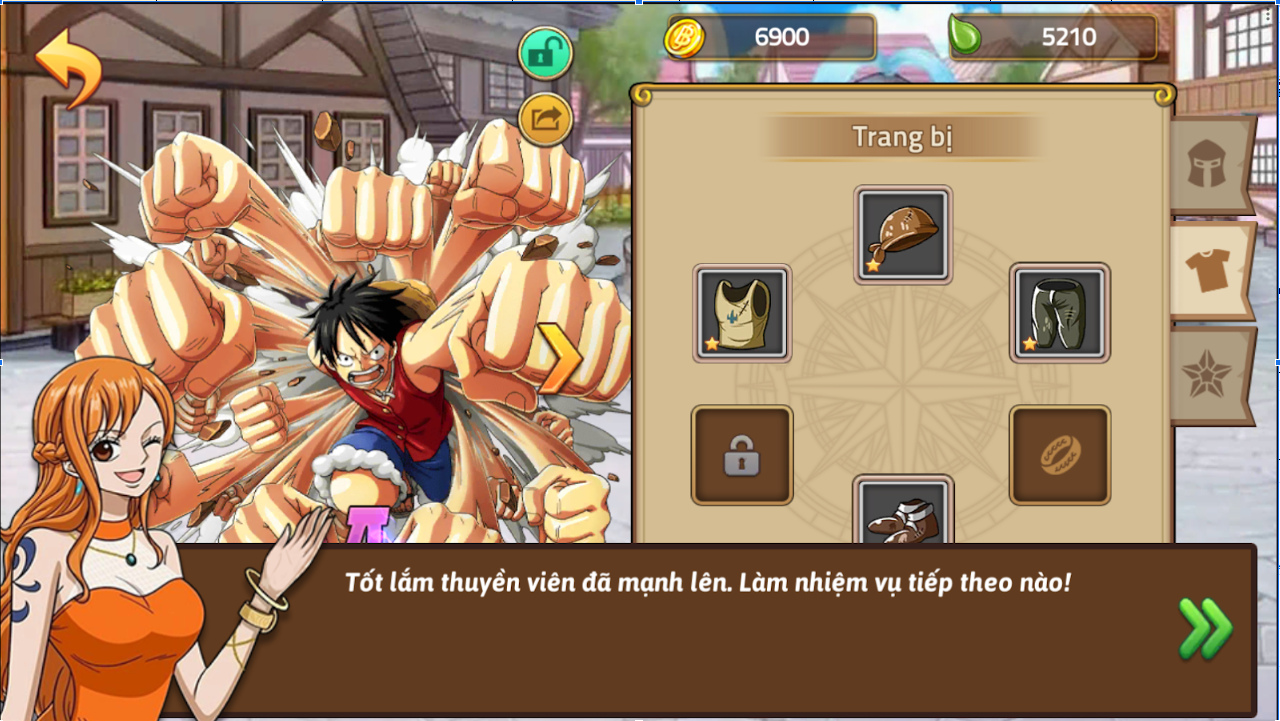 6900
5210
Trang bị
Tốt lắm thuyền viên đã mạnh lên. Làm nhiệm vụ tiếp theo nào!